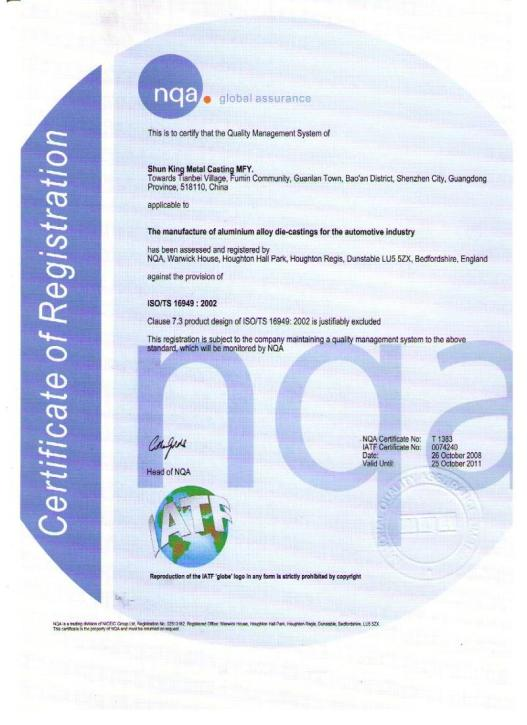 nqa. global assurance
Certificate of Registration
This is to certify that the Quality Management System of
Shun King Metal Casting MFY.
Towards Tianbei Village, Fumin Community, Guanlan Town, Bao'an District, Shenzhen City, Guangdong
Province, 518110, China
applicable to
The manufacture of aluminium alloy die-castings for the automotive industry
has been assessed and registered by
NQA, Warwick House, Houghton Hall Park, Houghton Regis, Dunstable LU5 5ZX, Bedfordshire, England
against the provision of
ISO/TS 16949 : 2002
Clause 7.3 product design of ISO/TS 16949: 2002 is justifiably excluded
This registration is subject to the company maintaining a quality management system to the above
standard, which will be monitored by NQA
nqa
Head of NQA
NQA Certificate No: T 1383
IATF Certificate No: 0074240
Date: 26 October 2008
Valid Until: 25 October 2011
IATF
Reproduction of the IATF 'globe' logo in any form is strictly prohibited by copyright
NQA is a trading division of NICEIC Group Ltd, Registration No. Registered Office: Warwick House, Houghton Hall Park, Houghton Regis, Dunstable, Bedfordshire, LU5 5ZX.
This certificate is the property of NQA and must be returned on request